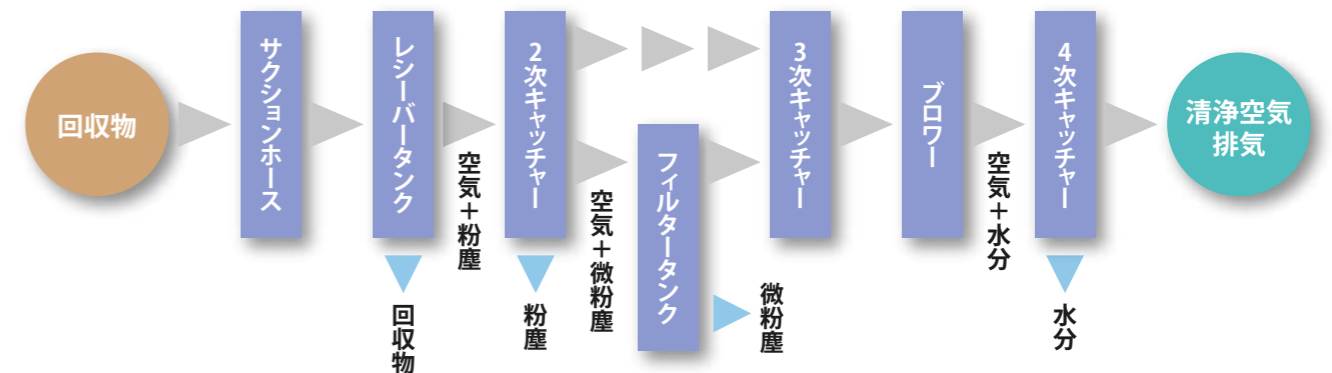 回収物
サクションホース
レシーバータンク
回収物
空気＋粉塵
2次キャッチャー
粉塵
空気＋微粉塵
フィルタータンク
微粉塵
3次キャッチャー
ブロワー
空気＋水分
4次キャッチャー
水分
清浄空気
排気